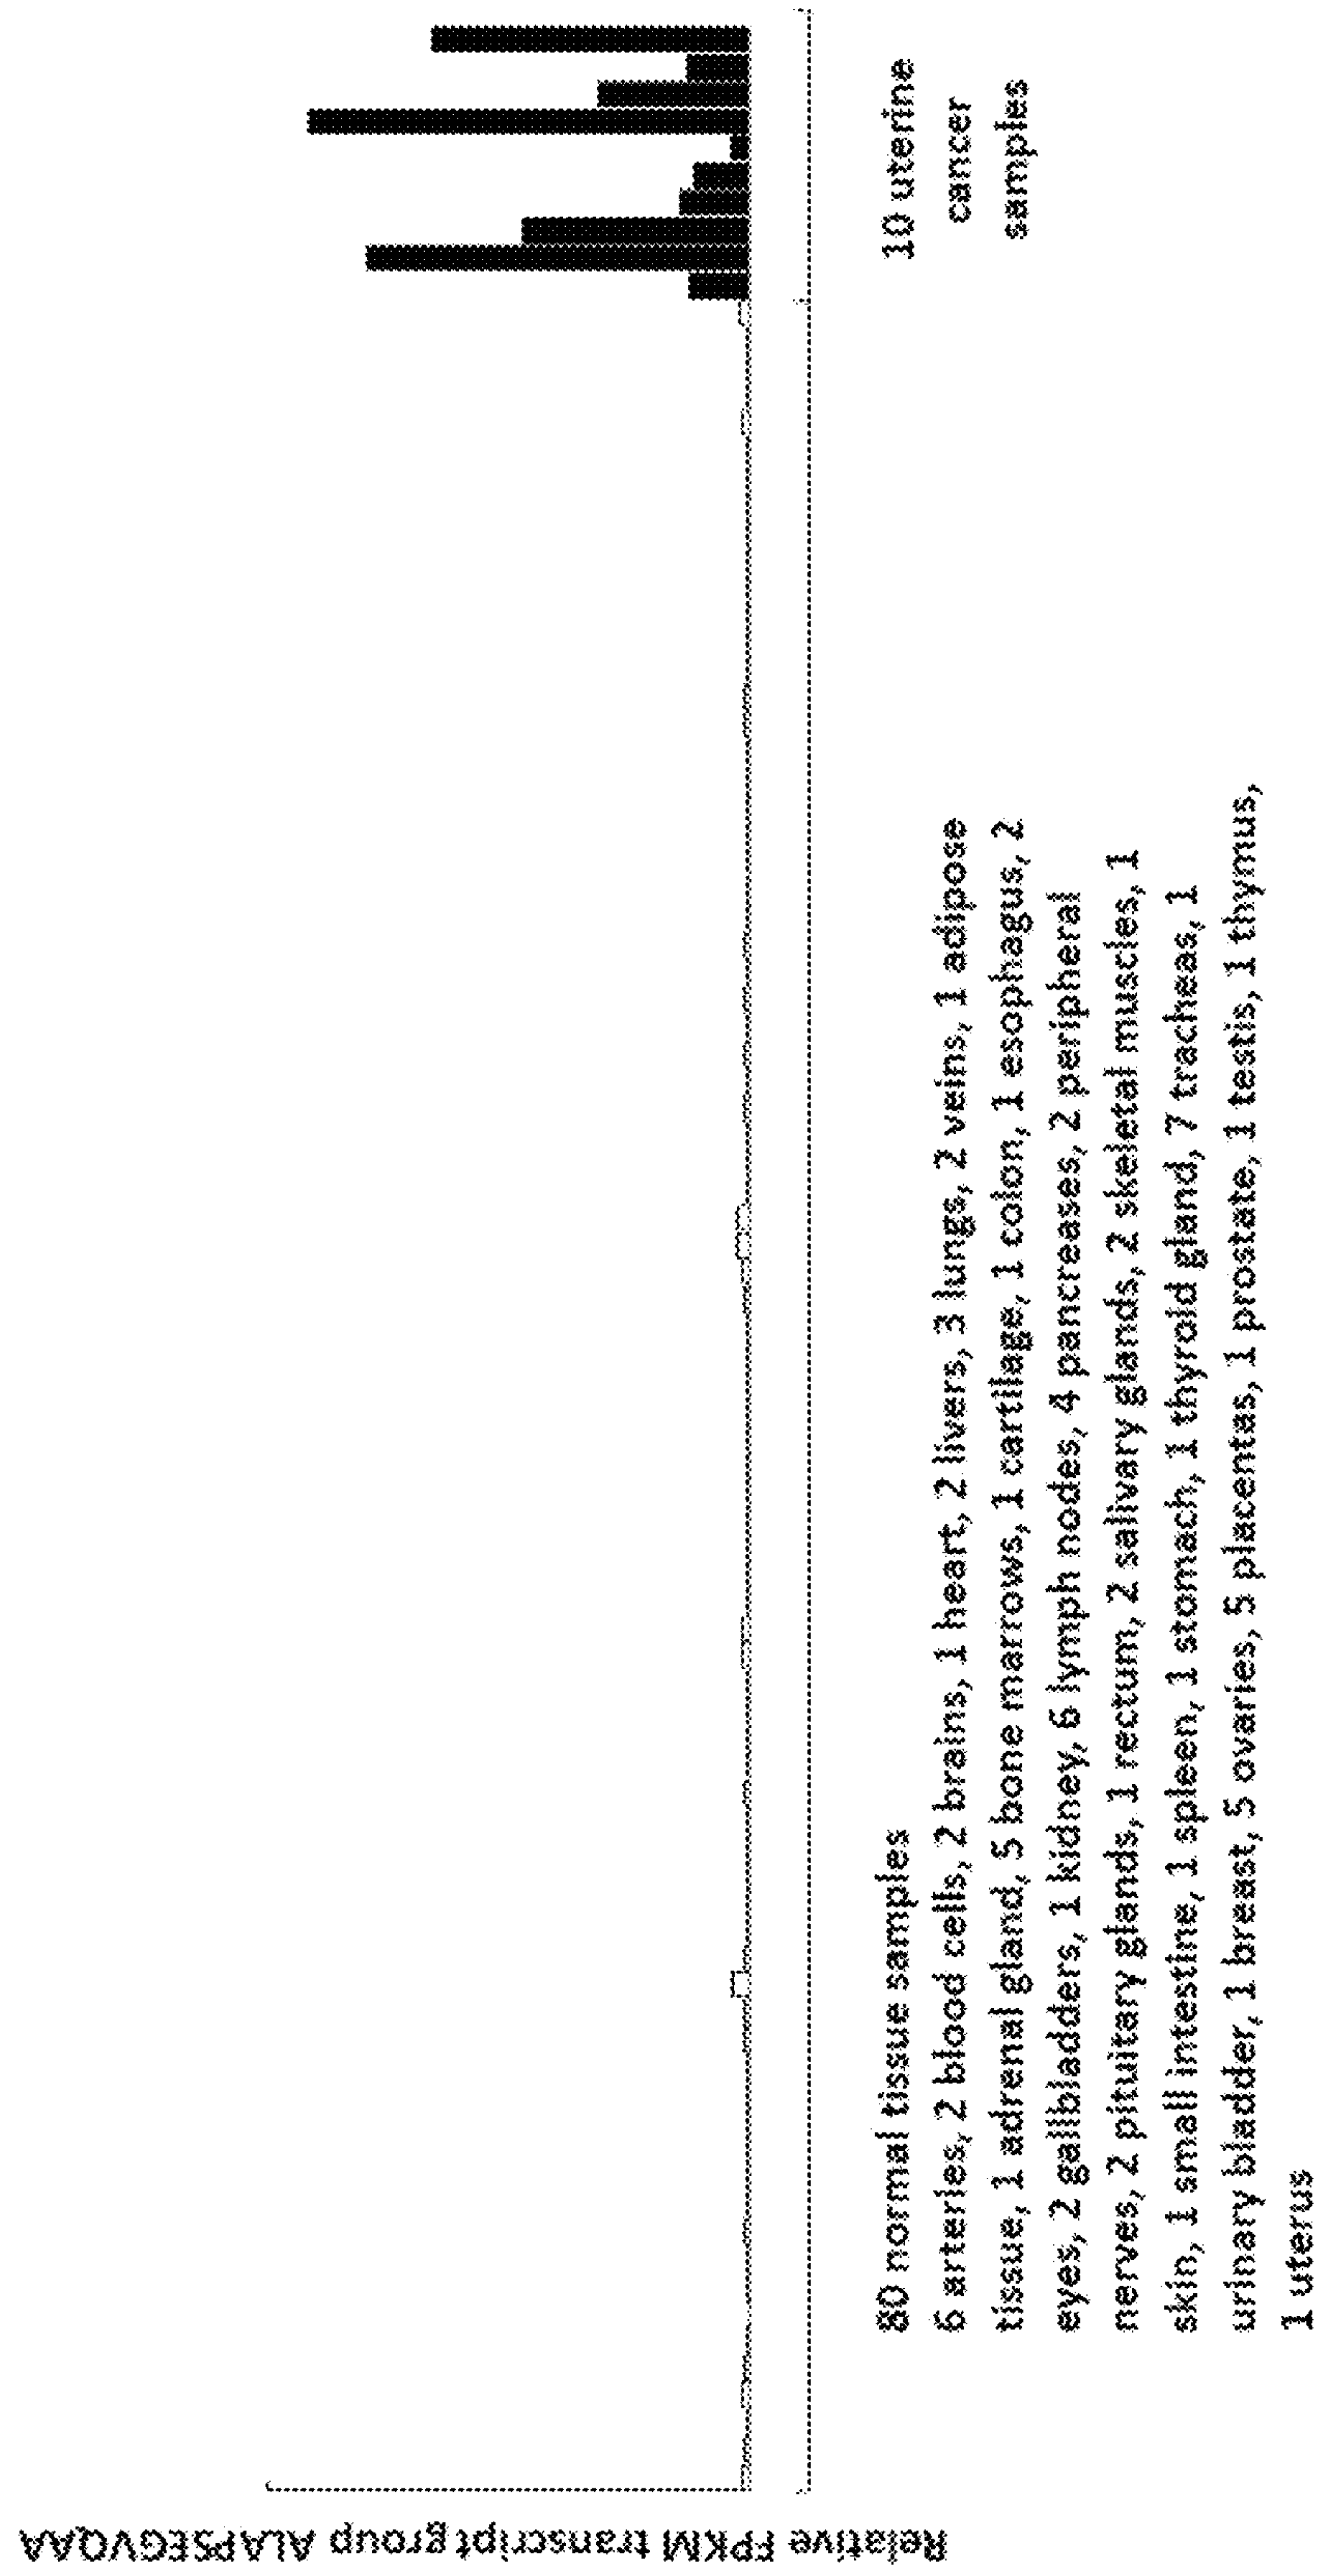 Relative FPKM transcript group ALAPSEGVQAA
80 normal tissue samples
6 arteries, 2 blood cells, 2 brains, 1 heart, 2 livers, 3 lungs, 2 veins, 1 adipose
tissue, 1 adrenal gland, 5 bone marrows, 1 cartilage, 1 colon, 1 esophagus, 2
eyes, 2 gallbladders, 1 kidney, 6 lymph nodes, 4 pancreases, 2 peripheral
nerves, 2 pituitary glands, 1 rectum, 2 salivary glands, 2 skeletal muscles, 1
skin, 1 small intestine, 1 spleen, 1 stomach, 1 thyroid gland, 7 tracheas, 1
urinary bladder, 1 breast, 5 ovaries, 5 placentas, 1 prostate, 1 testis, 1 thymus,
1 uterus
10 uterine
cancer
samples